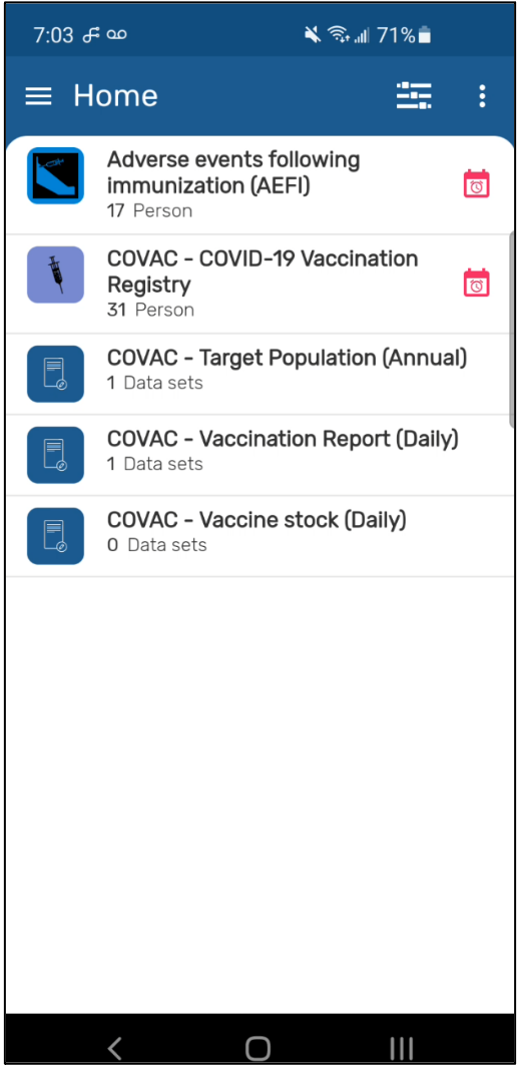 7:03 71%
Home
Adverse events following
immunization (AEFI)
17 Person
COVAC - COVID-19 Vaccination
Registry
31 Person
COVAC - Target Population (Annual)
1 Data sets
COVAC - Vaccination Report (Daily)
1 Data sets
COVAC - Vaccine stock (Daily)
0 Data sets